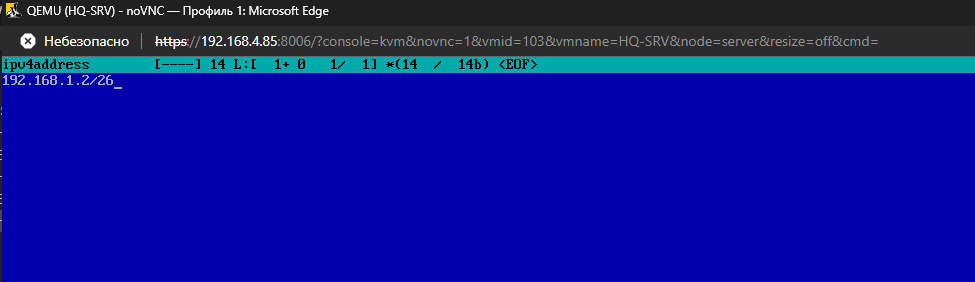 QEMU (HQ-SRV) - noVNC — Профиль 1: Microsoft Edge
Небезопасно https://192.168.4.85:8006/?console=kvm&novnc=1&vmid=103&vmname=HQ-SRV&node=server&resize=off&cmd=
ipv4address [----] 14 L:[ 1+ 0 1/ 1] *(14 / 14b) <EOF>
192.168.1.2/26_